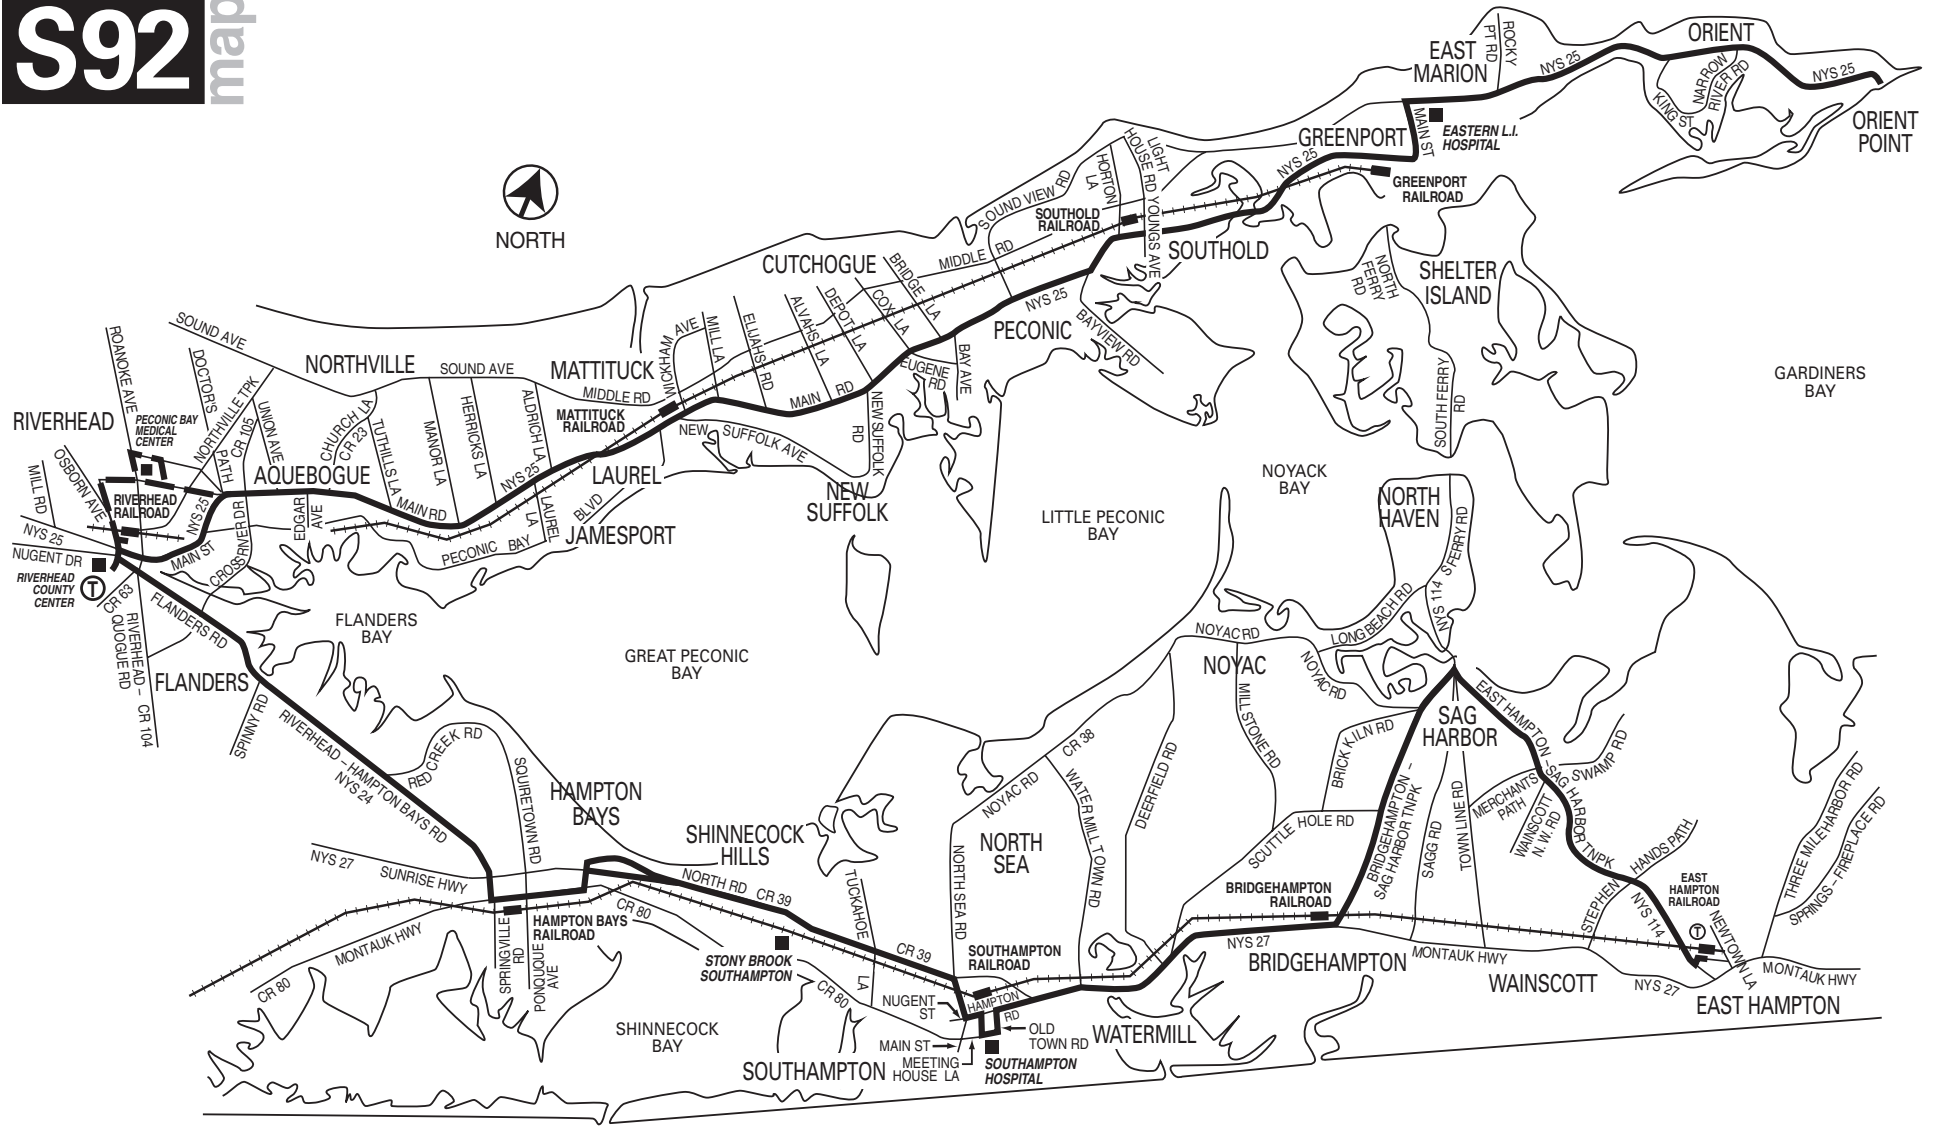 S92
map
NORTH
ORIENT
EAST
MARION
ROCKY
PT RD
NYS 25
NARROW
RIVER RD
KING ST
NYS 25
ORIENT
POINT
GREENPORT
MAIN ST
EASTERN L.I.
HOSPITAL
NYS 25
GREENPORT
RAILROAD
LIGHT
HOUSE RD
HORTON
LA
SOUND VIEW RD
SOUTHOLD
RAILROAD
YOUNGS AVE
SOUTHOLD
MIDDLE RD
CUTCHOGUE
BRIDGE LA
COX LA
DEPOT LA
ALVAHS LA
ELIJAHS RD
MILL LA
WICKHAM AVE
NYS 25
PECONIC
BAYVIEW RD
SHELTER
ISLAND
NORTH
FERRY
RD
SOUTH FERRY
RD
GARDINERS
BAY
EUGENE
RD
BAY AVE
MAIN RD
NEW SUFFOLK
RD
MATTITUCK
MIDDLE RD
MATTITUCK
RAILROAD
NEW SUFFOLK AVE
NEW
SUFFOLK
SOUND AVE
NORTHVILLE
SOUND AVE
ROANOKE AVE
DOCTOR'S
PATH
NORTHVILLE TPK
CR 105
UNION AVE
CHURCH LA
CR 23
TUTHILLS LA
MANOR LA
HERRICKS LA
ALDRICH LA
RIVERHEAD
PECONIC BAY
MEDICAL
CENTER
OSBORN AVE
MILL RD
RIVERHEAD
RAILROAD
AQUEBOGUE
NYS 25
LAUREL
NYS 25
MAIN RD
EDGAR
AVE
CROSS RIVER DR
LAUREL
LA
BLVD
PECONIC BAY
JAMESPORT
NYS 25
NUGENT DR
MAIN ST
RIVERHEAD
COUNTY
CENTER
T
CR 63
FLANDERS RD
RIVERHEAD –
QUOGUE RD
CR 104
FLANDERS
FLANDERS
BAY
GREAT PECONIC
BAY
LITTLE PECONIC
BAY
NOYACK
BAY
NORTH
HAVEN
S FERRY RD
NYS 114
LONG BEACH RD
NOYAC RD
NOYAC
NOYAC RD
SPINNY RD
RIVERHEAD – HAMPTON BAYS RD
NYS 24
RED CREEK RD
SQUIRETOWN RD
HAMPTON
BAYS
SHINNECOCK
HILLS
NYS 27
SUNRISE HWY
NORTH RD
CR 39
MONTAUK HWY
CR 80
SPRINGVILLE
RD
PONQUQUE
AVE
HAMPTON BAYS
RAILROAD
CR 80
STONY BROOK
SOUTHAMPTON
CR 80
TUCKAHOE
LA
CR 39
SHINNECOCK
BAY
NORTH
SEA
NORTH SEA RD
NOYAC RD
CR 38
WATER MILL TOWN RD
DEERFIELD RD
MILL STONE RD
SCUTTLE HOLE RD
BRICK KILN RD
SOUTHAMPTON
RAILROAD
NUGENT
ST
HAMPTON
RD
OLD
TOWN RD
MAIN ST
MEETING
HOUSE LA
SOUTHAMPTON
HOSPITAL
SOUTHAMPTON
WATERMILL
BRIDGEHAMPTON
RAILROAD
NYS 27
BRIDGEHAMPTON
SAG
HARBOR
BRIDGEHAMPTON –
SAG HARBOR TNPK
SAGG RD
TOWN LINE RD
EAST HAMPTON – SAG HARBOR TNPK
MERCHANTS
PATH
SWAMP RD
WAINSCOTT
N. W. RD
STEPHEN HANDS PATH
NYS 114
MONTAUK HWY
WAINSCOTT
NYS 27
EAST
HAMPTON
RAILROAD
T
NEWTOWN LA
THREE MILE HARBOR RD
SPRINGS – FIREPLACE RD
MONTAUK HWY
EAST HAMPTON